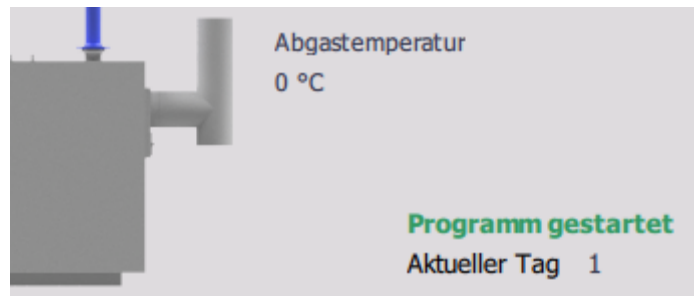 Abgastemperatur
0 °C
Programm gestartet
Aktueller Tag 1